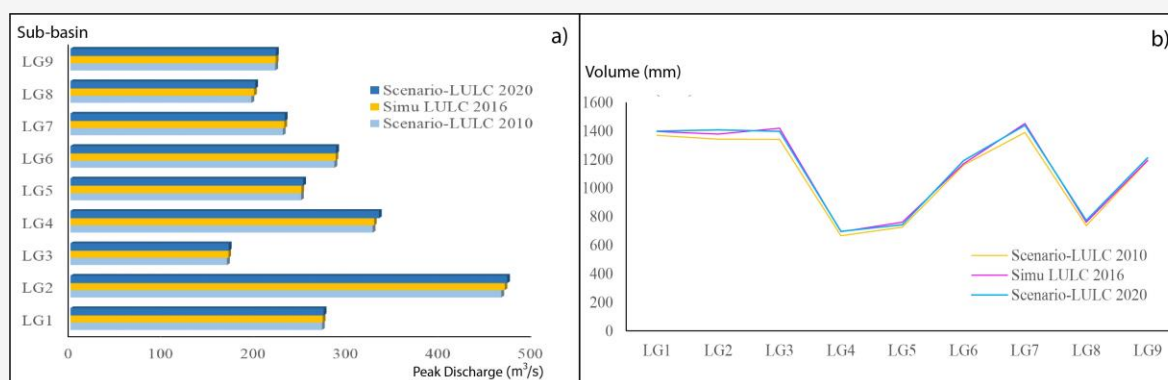 Sub-basin
a)
LG9
LG8
LG7
LG6
LG5
LG4
LG3
LG2
LG1
Scenario-LULC 2020
Simu LULC 2016
Scenario-LULC 2010
0 100 200 300 400 500
Peak Discharge (m³/s)
b)
Volume (mm)
1600
1400
1200
1000
800
600
400
200
0
Scenario-LULC 2010
Simu LULC 2016
Scenario-LULC 2020
LG1 LG2 LG3 LG4 LG5 LG6 LG7 LG8 LG9